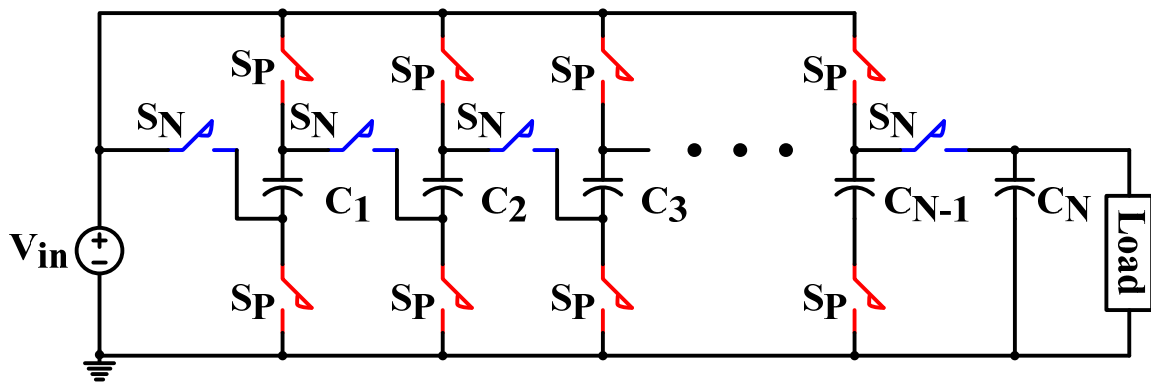 SP SP SP SP
SN SN SN SN
C1 C2 C3 CN-1 CN
Vin
+
−
Load
SP SP SP SP